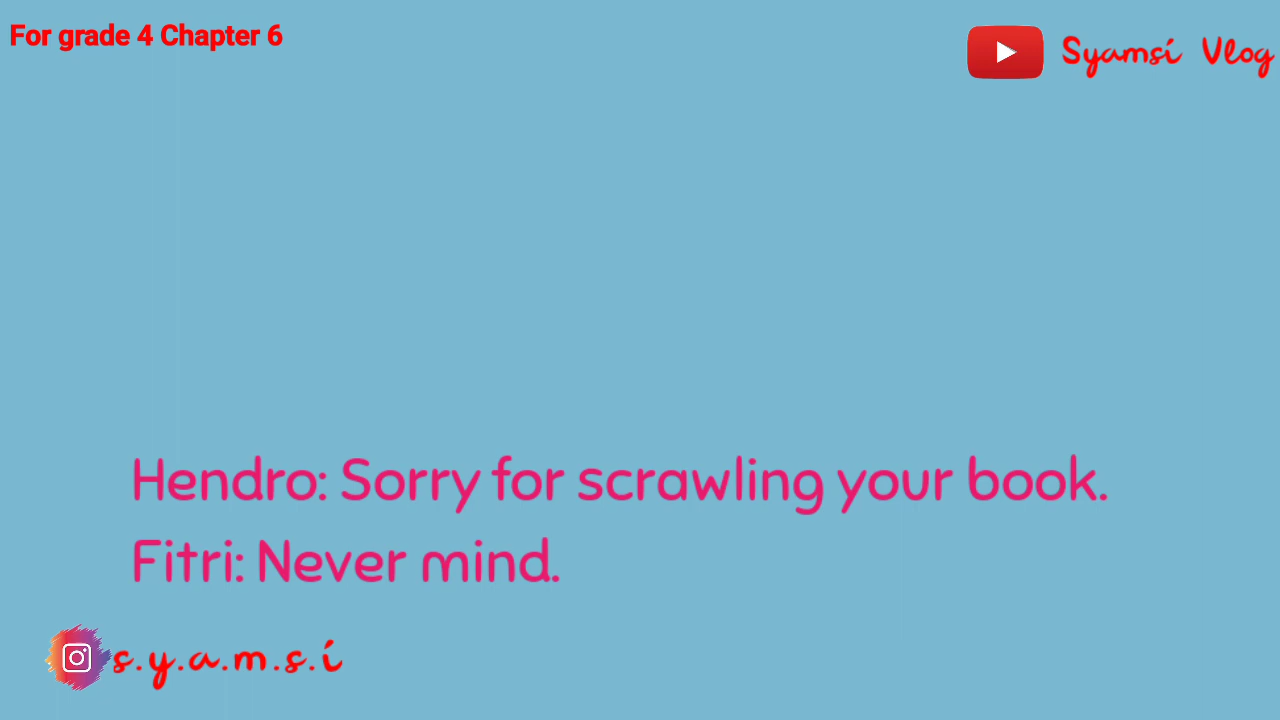 For grade 4 Chapter 6
Syamsi Vlog
Hendro: Sorry for scrawling your book.
Fitri: Never mind.
s.y.a.m.s.i